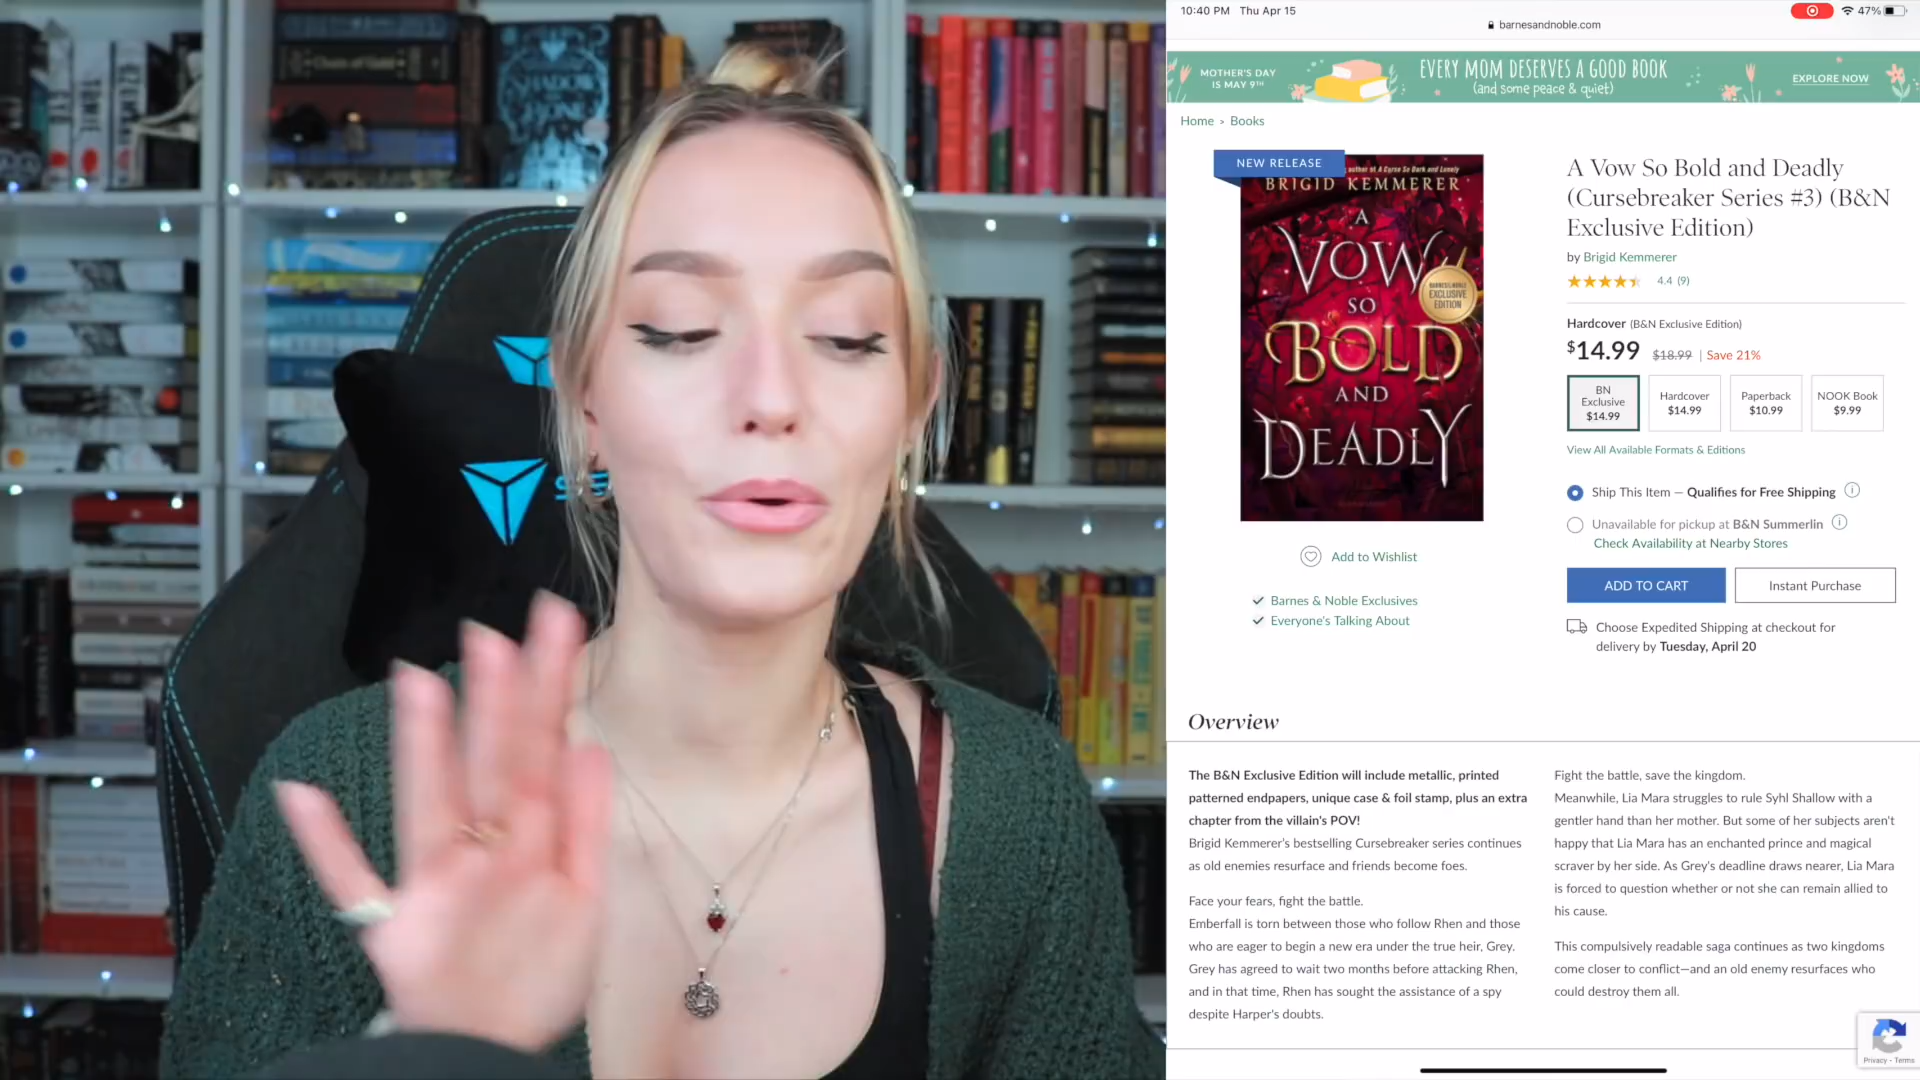 10:40 PM Thu Apr 15
47%
barnesandnoble.com
MOTHER'S DAY
IS MAY 9TH
EVERY MOM DESERVES A GOOD BOOK
(and some peace & quiet)
EXPLORE NOW
Home > Books
NEW RELEASE
author of A Curse So Dark and Lonely
BRIGID KEMMERER
A
VOW
SO
BOLD
AND
DEADLY
BARNES & NOBLE
EXCLUSIVE
EDITION
A Vow So Bold and Deadly
(Cursebreaker Series #3) (B&N
Exclusive Edition)
by Brigid Kemmerer
4.4 (9)
Hardcover (B&N Exclusive Edition)
$14.99 $18.99 | Save 21%
BN
Exclusive
$14.99
Hardcover
$14.99
Paperback
$10.99
NOOK Book
$9.99
View All Available Formats & Editions
Ship This Item — Qualifies for Free Shipping
Unavailable for pickup at B&N Summerlin
Check Availability at Nearby Stores
ADD TO CART
Instant Purchase
Choose Expedited Shipping at checkout for
delivery by Tuesday, April 20
Add to Wishlist
Barnes & Noble Exclusives
Everyone's Talking About
Overview
The B&N Exclusive Edition will include metallic, printed
patterned endpapers, unique case & foil stamp, plus an extra
chapter from the villain's POV!
Brigid Kemmerer's bestselling Cursebreaker series continues
as old enemies resurface and friends become foes.
Face your fears, fight the battle.
Emberfall is torn between those who follow Rhen and those
who are eager to begin a new era under the true heir, Grey.
Grey has agreed to wait two months before attacking Rhen,
and in that time, Rhen has sought the assistance of a spy
despite Harper's doubts.
Fight the battle, save the kingdom.
Meanwhile, Lia Mara struggles to rule Syhl Shallow with a
gentler hand than her mother. But some of her subjects aren't
happy that Lia Mara has an enchanted prince and magical
scraver by her side. As Grey's deadline draws nearer, Lia Mara
is forced to question whether or not she can remain allied to
his cause.
This compulsively readable saga continues as two kingdoms
come closer to conflict—and an old enemy resurfaces who
could destroy them all.
Privacy - Terms